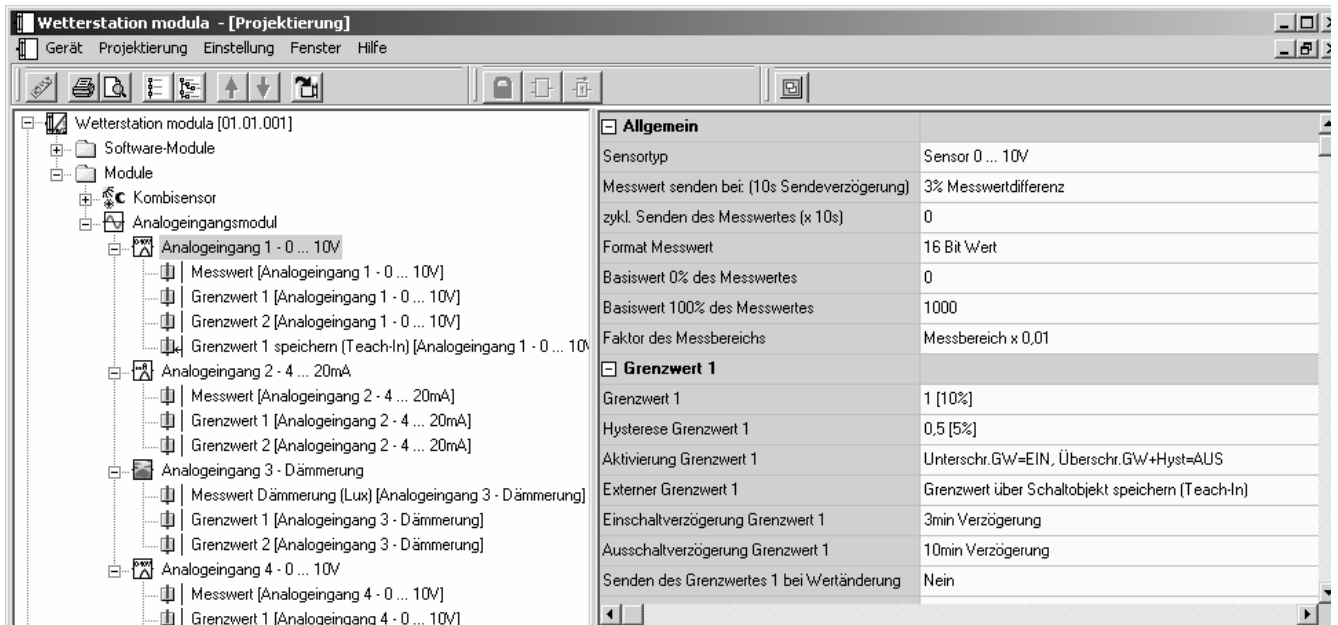 Wetterstation modula - [Projektierung]
Gerät Projektierung Einstellung Fenster Hilfe
Wetterstation modula [01.01.001]
Software-Module
Module
Kombisensor
Analogeingangsmodul
Analogeingang 1 - 0 ... 10V
Messwert [Analogeingang 1 - 0 ... 10V]
Grenzwert 1 [Analogeingang 1 - 0 ... 10V]
Grenzwert 2 [Analogeingang 1 - 0 ... 10V]
Grenzwert 1 speichern (Teach-In) [Analogeingang 1 - 0 ... 10V
Analogeingang 2 - 4 ... 20mA
Messwert [Analogeingang 2 - 4 ... 20mA]
Grenzwert 1 [Analogeingang 2 - 4 ... 20mA]
Grenzwert 2 [Analogeingang 2 - 4 ... 20mA]
Analogeingang 3 - Dämmerung
Messwert Dämmerung (Lux) [Analogeingang 3 - Dämmerung]
Grenzwert 1 [Analogeingang 3 - Dämmerung]
Grenzwert 2 [Analogeingang 3 - Dämmerung]
Analogeingang 4 - 0 ... 10V
Messwert [Analogeingang 4 - 0 ... 10V]
Grenzwert 1 [Analogeingang 4 - 0 ... 10V]
Allgemein
Sensortyp Sensor 0 ... 10V
Messwert senden bei: (10s Sendeverzögerung) 3% Messwertdifferenz
zykl. Senden des Messwertes (x 10s) 0
Format Messwert 16 Bit Wert
Basiswert 0% des Messwertes 0
Basiswert 100% des Messwertes 1000
Faktor des Messbereichs Messbereich x 0,01
Grenzwert 1
Grenzwert 1 1 [10%]
Hysterese Grenzwert 1 0,5 [5%]
Aktivierung Grenzwert 1 Unterschr.GW=EIN, Überschr.GW+Hyst=AUS
Externer Grenzwert 1 Grenzwert über Schaltobjekt speichern (Teach-In)
Einschaltverzögerung Grenzwert 1 3min Verzögerung
Ausschaltverzögerung Grenzwert 1 10min Verzögerung
Senden des Grenzwertes 1 bei Wertänderung Nein